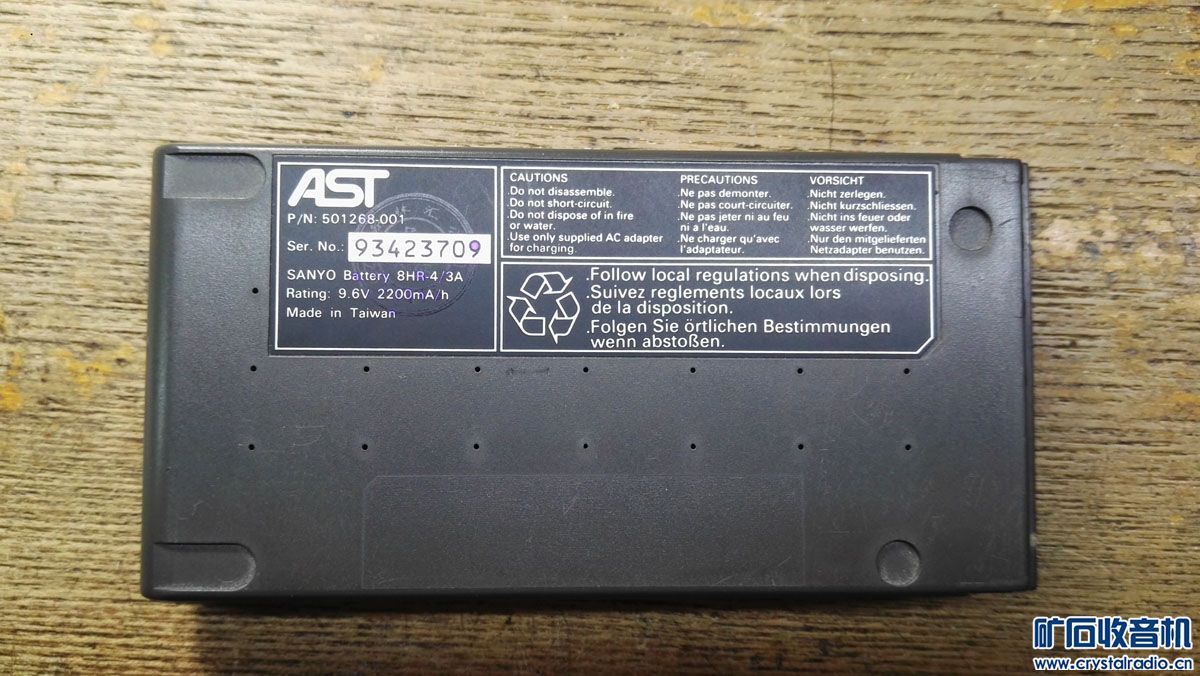 AST
P/N: 501268-001
Ser. No.: 93423709
SANYO Battery 8HR-4/3A
Rating: 9.6V 2200mA/h
Made in Taiwan
CAUTIONS
.Do not disassemble.
.Do not short-circuit.
.Do not dispose of in fire
or water.
.Use only supplied AC adapter
for charging.
PRECAUTIONS
.Ne pas demonter.
.Ne pas court-circuiter.
.Ne pas jeter ni au feu
ni a l'eau.
.Ne charger qu'avec
l'adaptateur.
VORSICHT
.Nicht zerlegen.
.Nicht kurzschliessen.
.Nicht ins feuer oder
wasser werfen.
.Nur den mitgelieferten
Netzadapter benutzen.
.Follow local regulations when disposing.
.Suivez reglements locaux lors
de la disposition.
.Folgen Sie örtlichen Bestimmungen
wenn abstoßen.
矿石收音机
www.crystalradio.cn